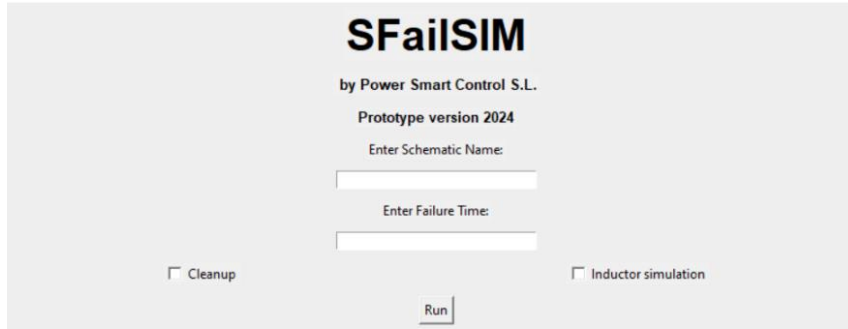 SFailSIM
by Power Smart Control S.L.
Prototype version 2024
Enter Schematic Name:
Enter Failure Time:
Cleanup
Inductor simulation
Run